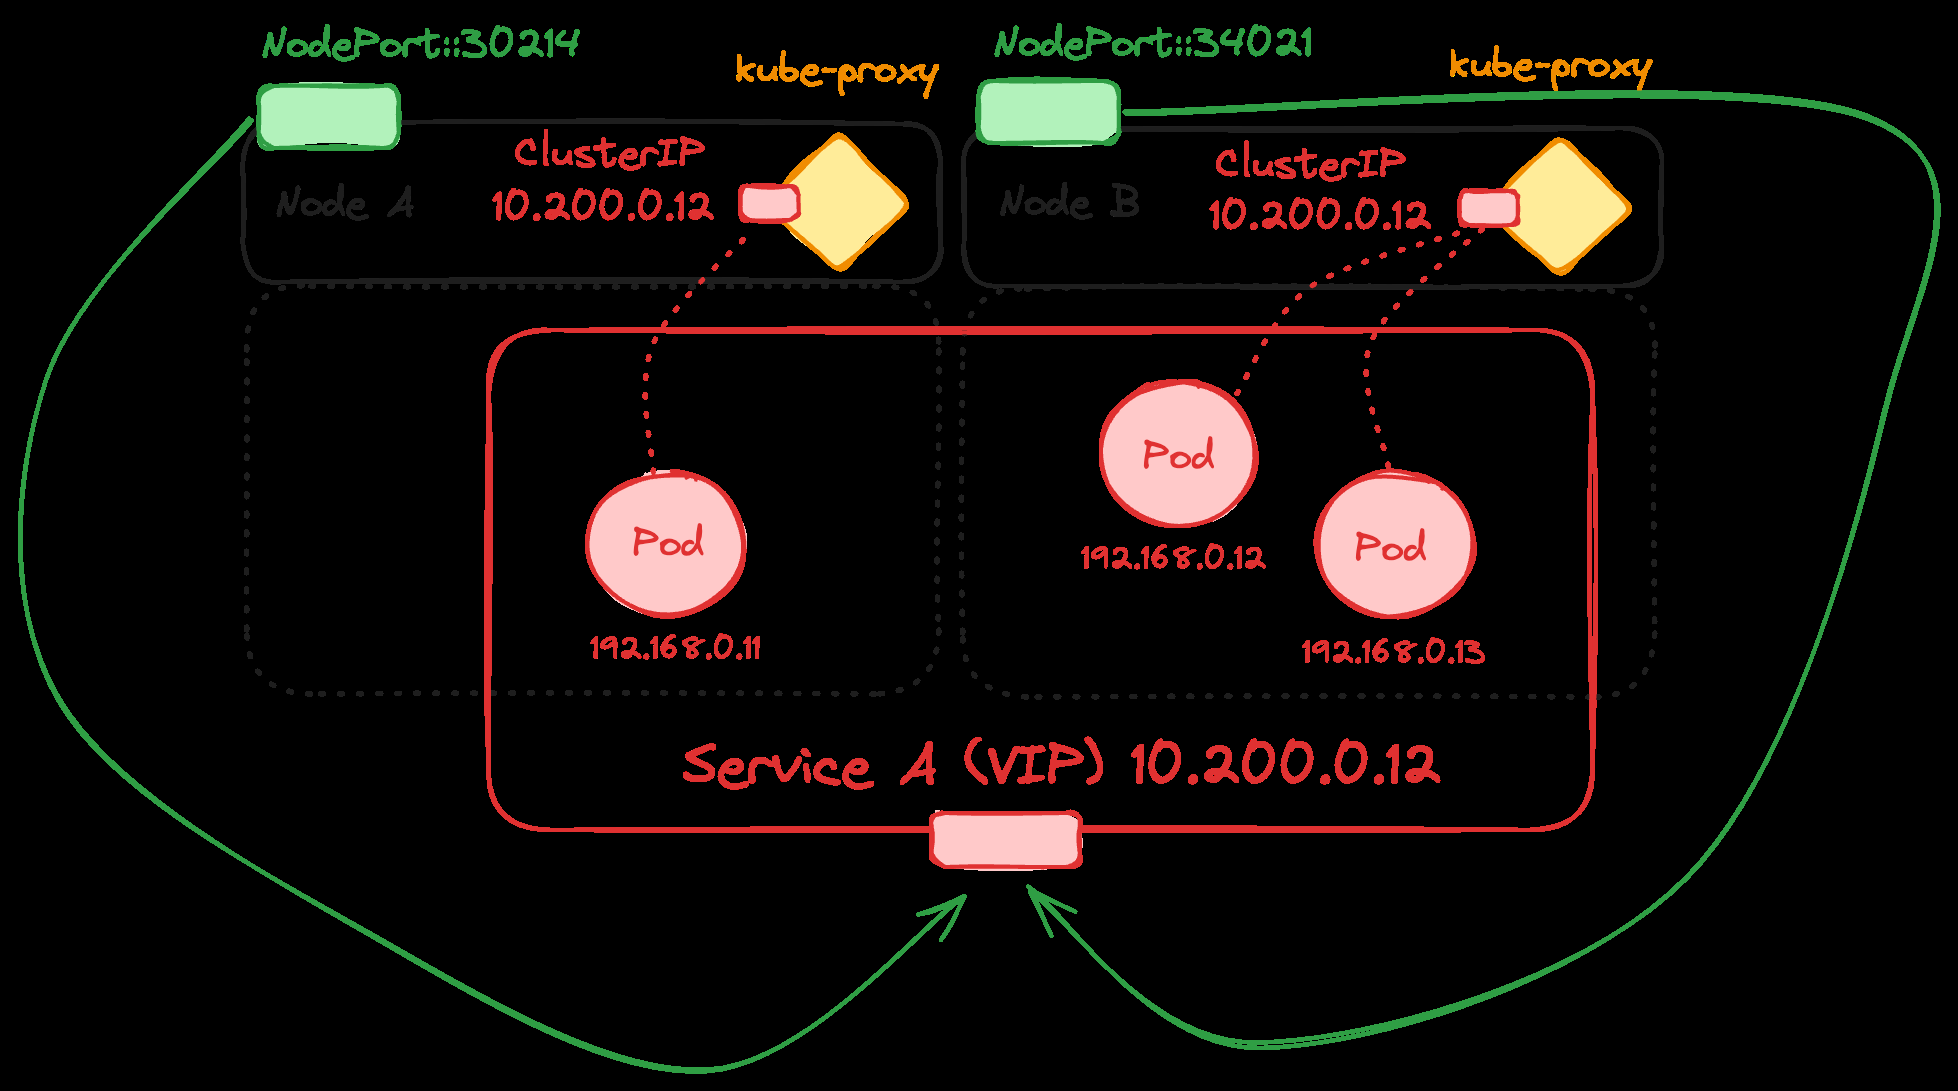 NodePort::30214
NodePort::34021
kube-proxy
kube-proxy
ClusterIP
10.200.0.12
Node A
ClusterIP
10.200.0.12
Node B
Pod
192.168.0.11
Pod
192.168.0.12
Pod
192.168.0.13
Service A (VIP) 10.200.0.12